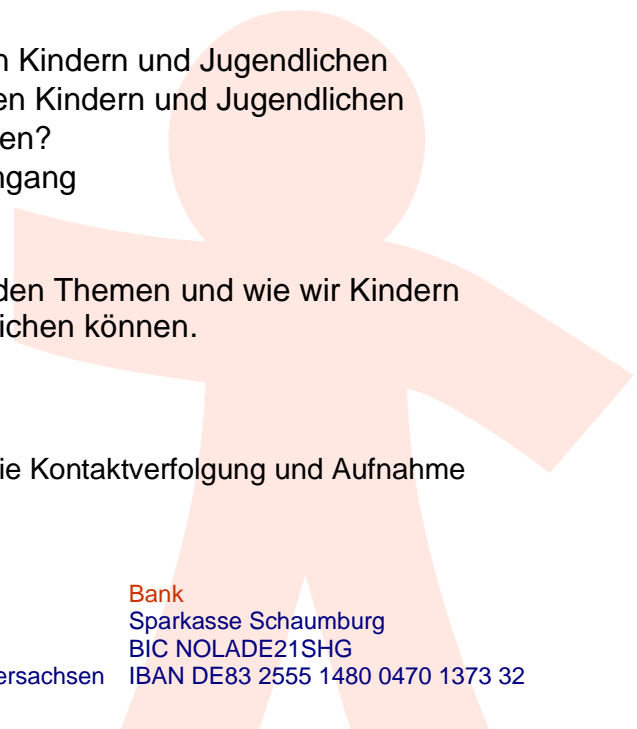 n Kindern und Jugendlichen
en Kindern und Jugendlichen
en?
ngang
den Themen und wie wir Kindern
ichen können.
ie Kontaktverfolgung und Aufnahme
Bank
Sparkasse Schaumburg
BIC NOLADE21SHG
ersachsen IBAN DE83 2555 1480 0470 1373 32